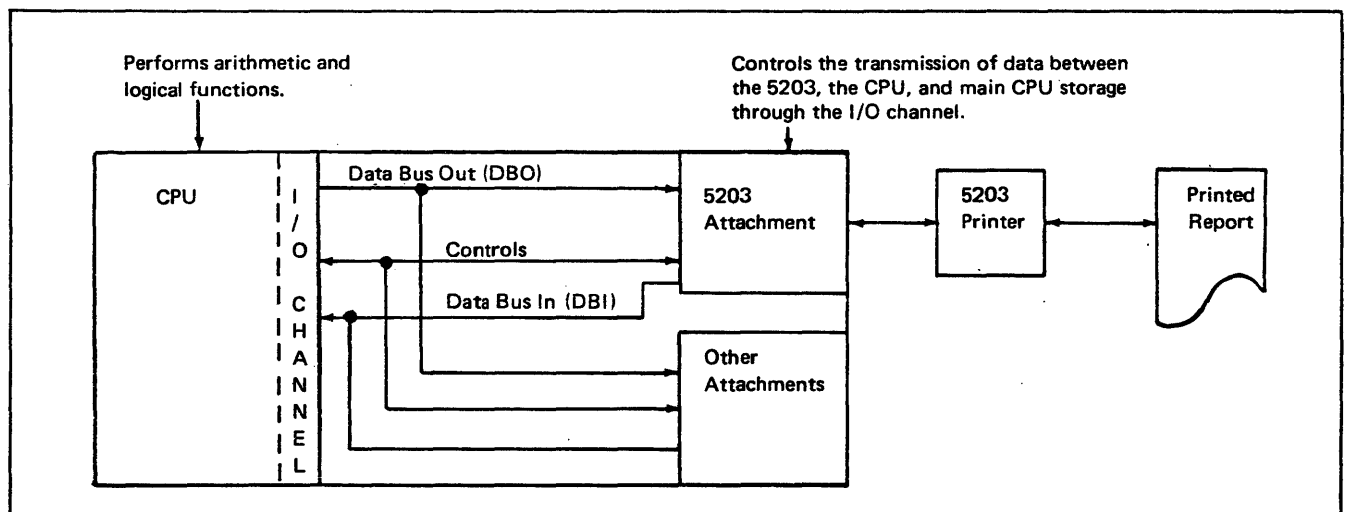 Performs arithmetic and
logical functions.
Controls the transmission of data between
the 5203, the CPU, and main CPU storage
through the I/O channel.
CPU
I/O CHANNEL
Data Bus Out (DBO)
Controls
Data Bus In (DBI)
5203
Attachment
Other
Attachments
5203
Printer
Printed
Report